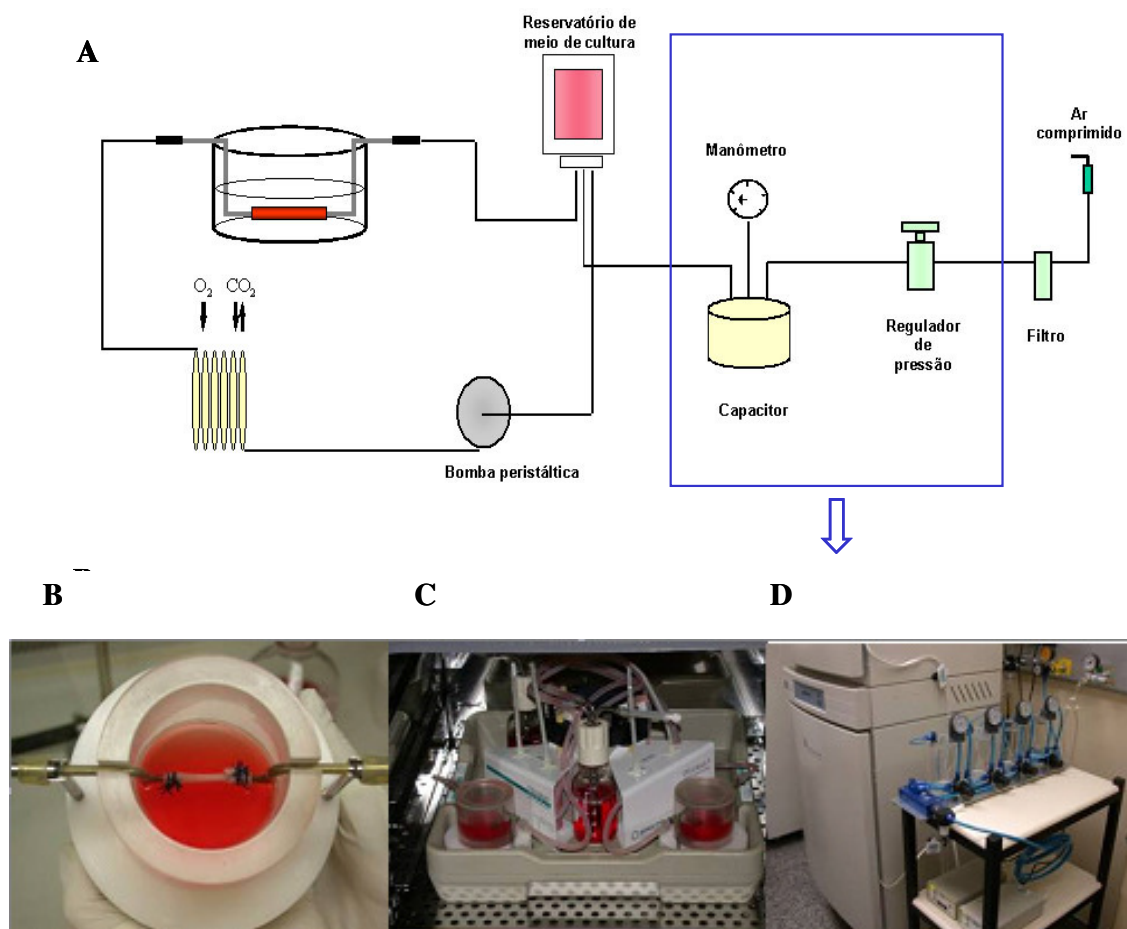 Reservatório de
meio de cultura
A
Ar
comprimido
Manômetro
O2 CO2
Regulador
de
pressão
Filtro
Capacitor
Bomba peristáltica
B
C
D